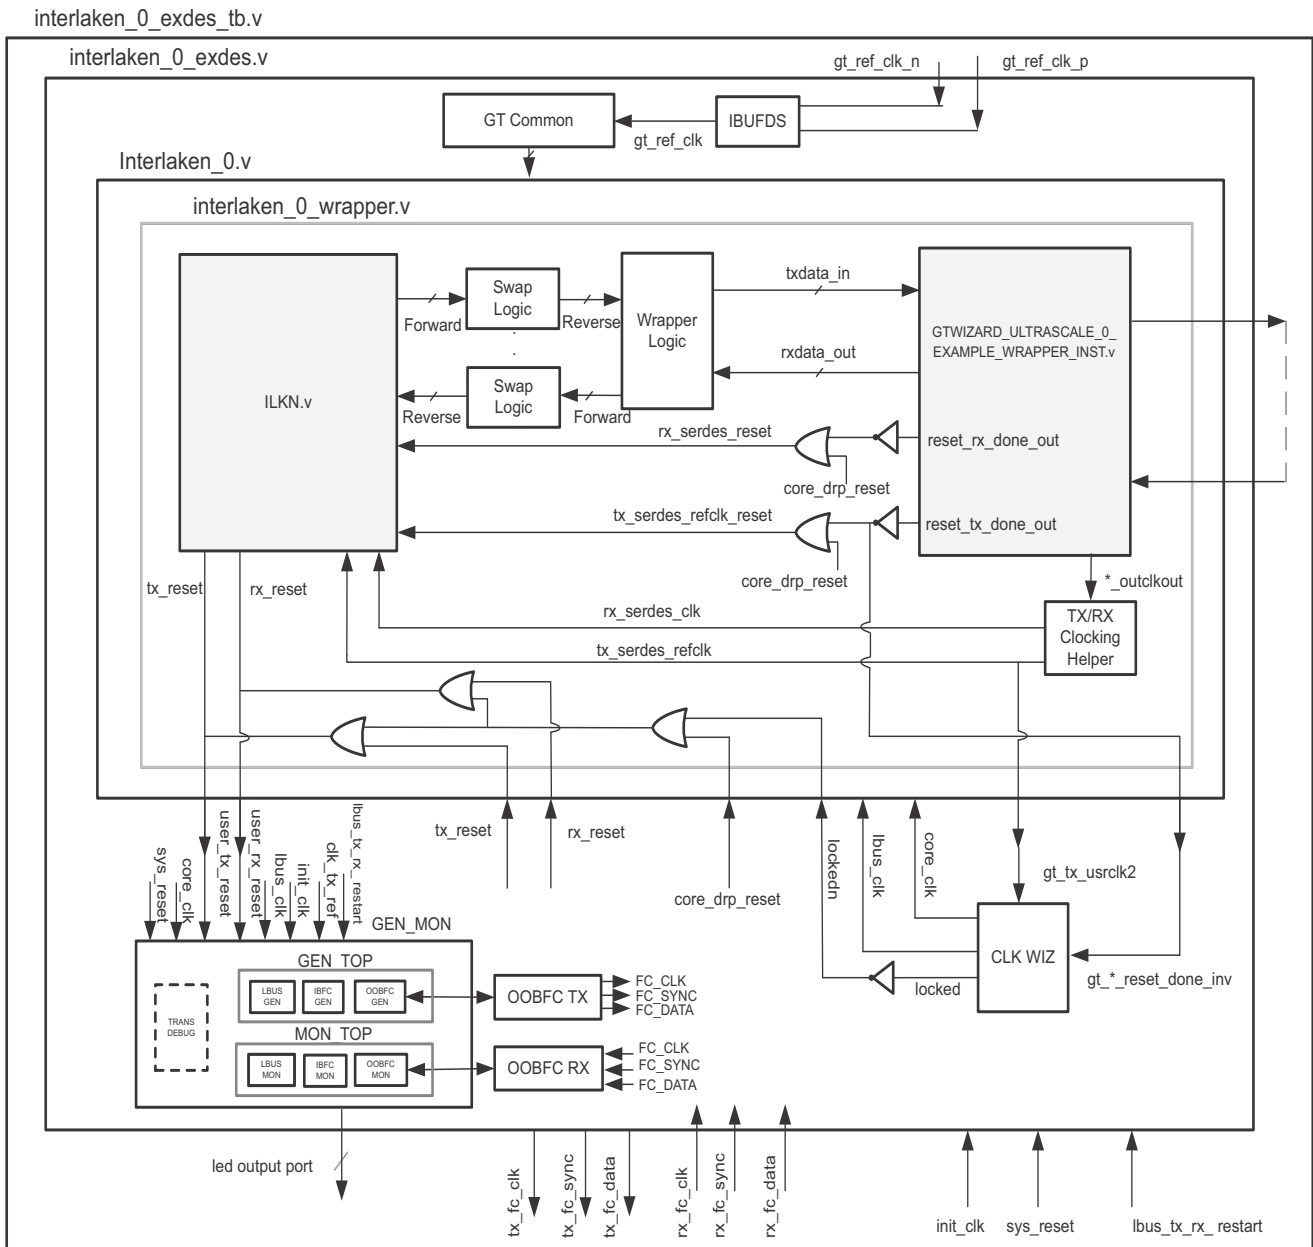 interlaken_0_exdes_tb.v
interlaken_0_exdes.v
gt_ref_clk_n
gt_ref_clk_p
GT Common
IBUFDS
gt_ref_clk
Interlaken_0.v
interlaken_0_wrapper.v
ILKN.v
Swap
Logic
Forward
Reverse
.
.
Swap
Logic
Reverse
Forward
Wrapper
Logic
txdata_in
rxdata_out
GTWIZARD_ULTRASCALE_0_
EXAMPLE_WRAPPER_INST.v
rx_serdes_reset
reset_rx_done_out
core_drp_reset
tx_serdes_refclk_reset
reset_tx_done_out
core_drp_reset
tx_reset
rx_reset
*_outclkout
rx_serdes_clk
TX/RX
Clocking
Helper
tx_serdes_refclk
tx_reset
rx_reset
core_drp_reset
lockedn
lbus_clk
core_clk
gt_tx_usrclk2
CLK WIZ
locked
gt_*_reset_done_inv
sys_reset
core_clk
user_tx_reset
user_rx_reset
lbus_clk
init_clk
clk_tx_ref
lbus_tx_rx_restart
GEN_MON
GEN_TOP
LBUS
GEN
IBFC
GEN
OOBFC
GEN
TRANS
DEBUG
MON_TOP
LBUS
MON
IBFC
MON
OOBFC
MON
OOBFC TX
FC_CLK
FC_SYNC
FC_DATA
OOBFC RX
FC_CLK
FC_SYNC
FC_DATA
led output port
tx_fc_clk
tx_fc_sync
tx_fc_data
rx_fc_clk
rx_fc_sync
rx_fc_data
init_clk
sys_reset
lbus_tx_rx_ restart